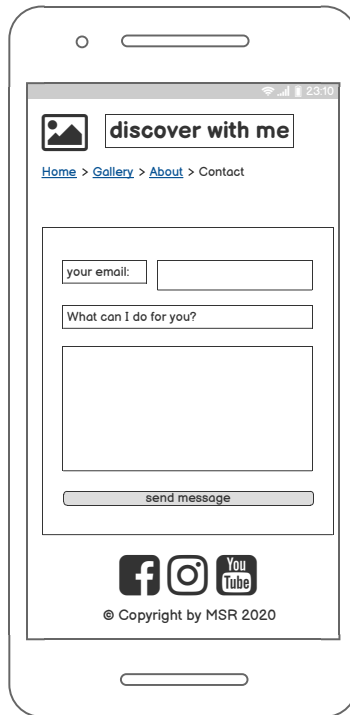 23:10
discover with me
Home > Gallery > About > Contact
your email:
What can I do for you?
send message
You
Tube
© Copyright by MSR 2020